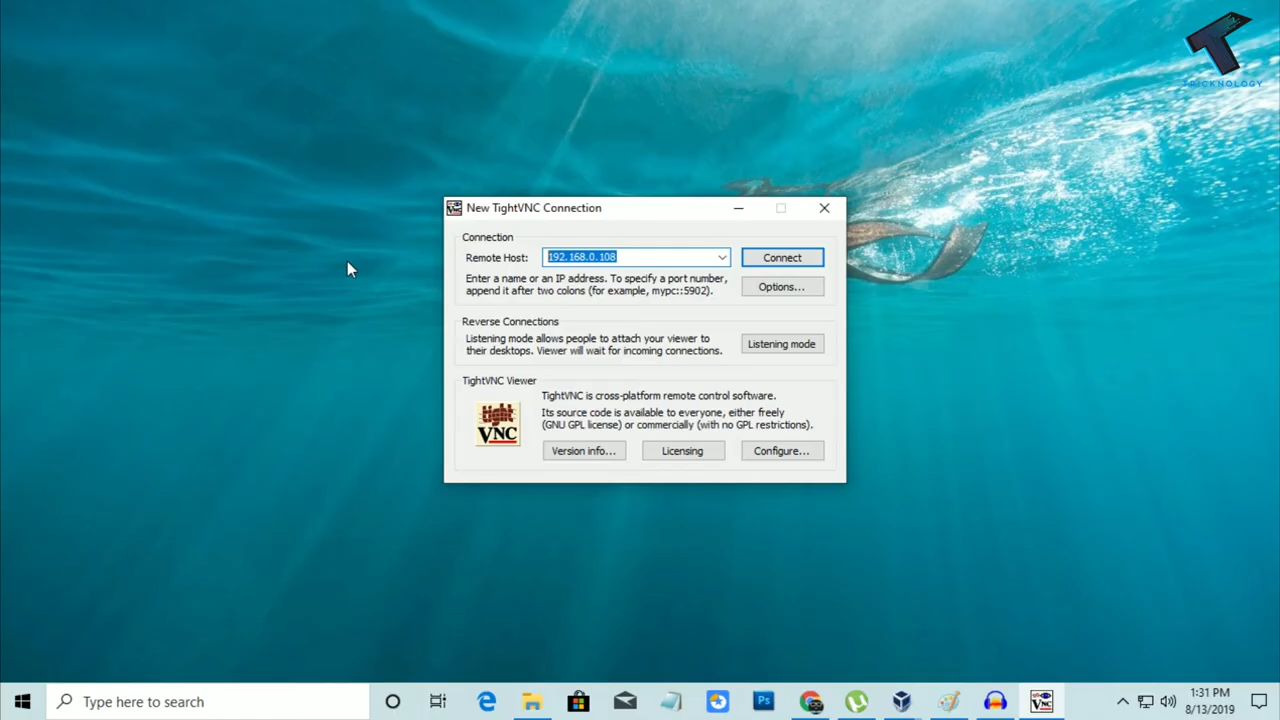 TRICKNOLOGY
New TightVNC Connection
Connection
Remote Host:
192.168.0.108
Connect
Enter a name or an IP address. To specify a port number,
append it after two colons (for example, mypc::5902).
Options...
Reverse Connections
Listening mode allows people to attach your viewer to
their desktops. Viewer will wait for incoming connections.
Listening mode
TightVNC Viewer
tight
VNC
TightVNC is cross-platform remote control software.
Its source code is available to everyone, either freely
(GNU GPL license) or commercially (with no GPL restrictions).
Version info...
Licensing
Configure...
Type here to search
Ps
VNC
1:31 PM
8/13/2019